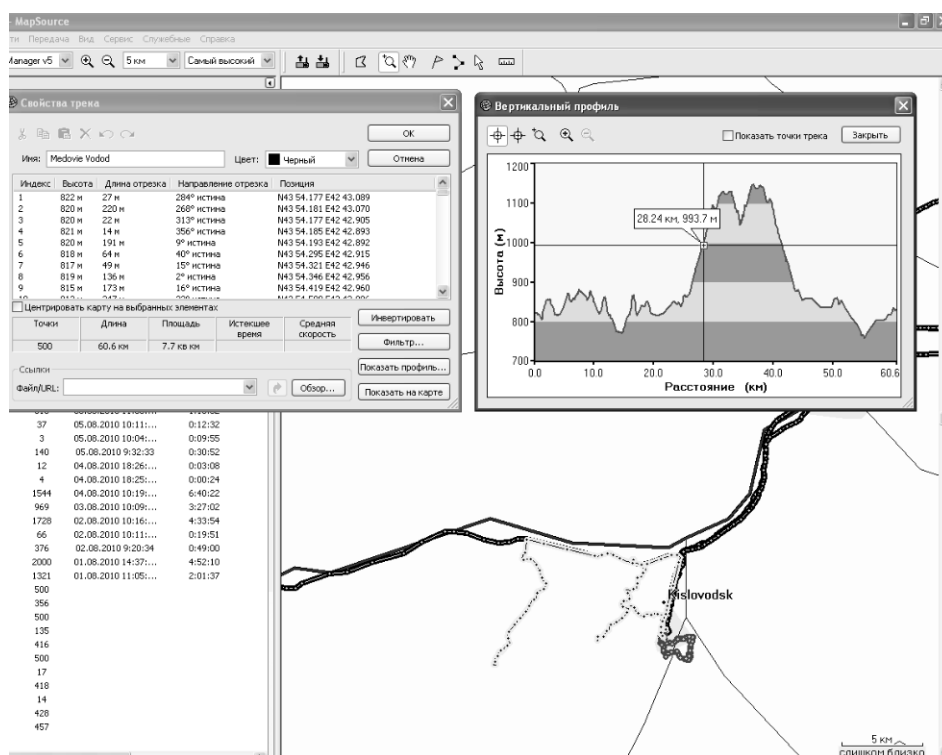 MapSource
Передача Вид Сервис Служебные Справка
Manager v5 5 км Самый высокий
Свойства трека
OK
Имя: Medovie Vodod Цвет: Черный Отмена
Индекс Высота Длина отрезка Направление отрезка Позиция
1 822 м 27 м 284° истина N43 54.177 E42 43.089
2 820 м 220 м 268° истина N43 54.181 E42 43.070
3 820 м 22 м 313° истина N43 54.177 E42 42.905
4 821 м 14 м 356° истина N43 54.185 E42 42.893
5 820 м 191 м 9° истина N43 54.193 E42 42.892
6 818 м 64 м 40° истина N43 54.295 E42 42.915
7 817 м 49 м 15° истина N43 54.321 E42 42.946
8 819 м 136 м 2° истина N43 54.346 E42 42.956
9 815 м 173 м 16° истина N43 54.419 E42 42.960
Центрировать карту на выбранных элементах
Точки Длина Площадь Истекшее время Средняя скорость
500 60.6 км 7.7 кв км
Инвертировать
Фильтр...
Показать профиль...
Показать на карте
Ссылки
Файл/URL: Обзор...
Вертикальный профиль
Показать точки трека Закрыть
1200
1100
1000
900
800
700
Высота (м)
28.24 км, 993.7 м
0.0 10.0 20.0 30.0 40.0 50.0 60.6
Расстояние (км)
37 05.08.2010 10:11:... 0:12:32
3 05.08.2010 10:04:... 0:09:55
140 05.08.2010 9:32:33 0:30:52
12 04.08.2010 18:26:... 0:03:08
4 04.08.2010 18:25:... 0:00:24
1544 04.08.2010 10:19:... 6:40:22
969 03.08.2010 10:09:... 3:27:02
1728 02.08.2010 10:16:... 4:33:54
66 02.08.2010 10:11:... 0:19:51
376 02.08.2010 9:20:34 0:49:00
2000 01.08.2010 14:37:... 4:52:10
1321 01.08.2010 11:05:... 2:01:37
500
356
500
135
416
500
17
418
14
428
457
Kislovodsk
5 км
слишком близко